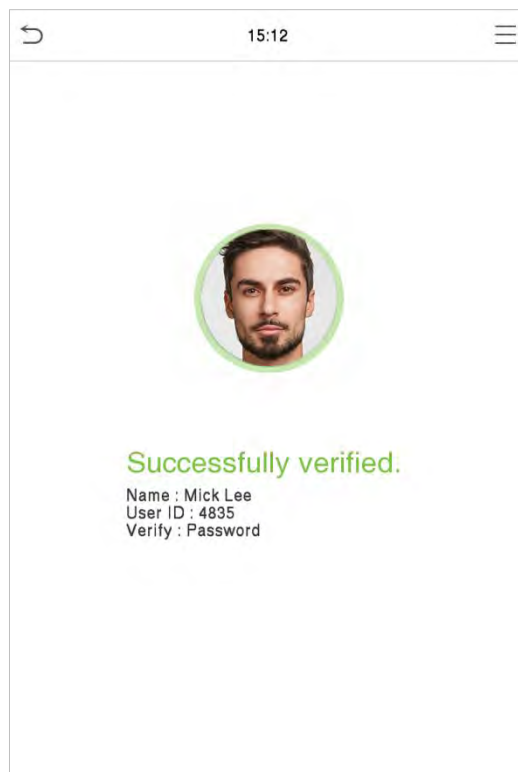 15:12
Successfully verified.
Name : Mick Lee
User ID : 4835
Verify : Password